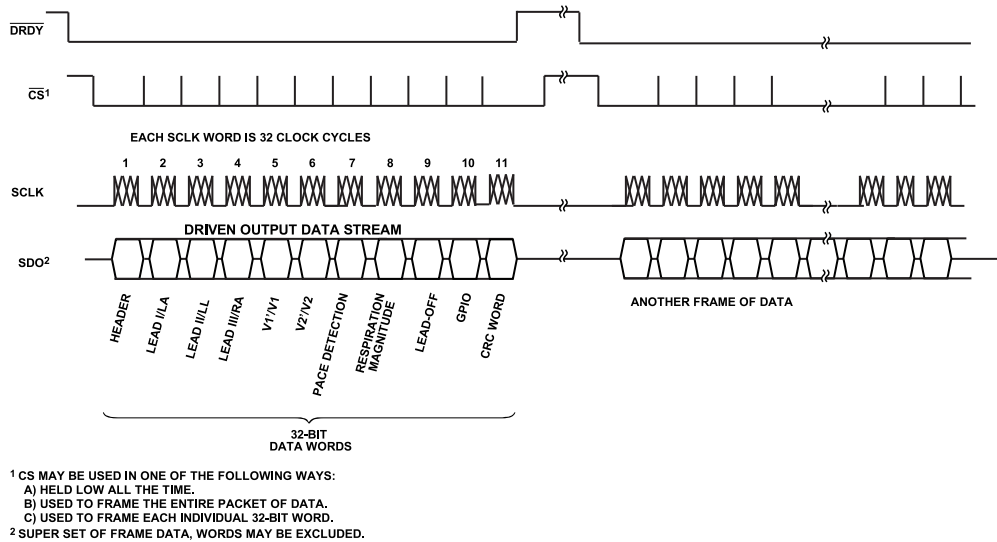 DRDY
CS¹
EACH SCLK WORD IS 32 CLOCK CYCLES
1 2 3 4 5 6 7 8 9 10 11
SCLK
DRIVEN OUTPUT DATA STREAM
SDO²
HEADER
LEAD I/LA
LEAD II/LL
LEAD III/RA
V1'/V1
V2'/V2
PACE DETECTION
RESPIRATION
MAGNITUDE
LEAD-OFF
GPIO
CRC WORD
ANOTHER FRAME OF DATA
32-BIT
DATA WORDS
¹ CS MAY BE USED IN ONE OF THE FOLLOWING WAYS:
A) HELD LOW ALL THE TIME.
B) USED TO FRAME THE ENTIRE PACKET OF DATA.
C) USED TO FRAME EACH INDIVIDUAL 32-BIT WORD.
² SUPER SET OF FRAME DATA, WORDS MAY BE EXCLUDED.